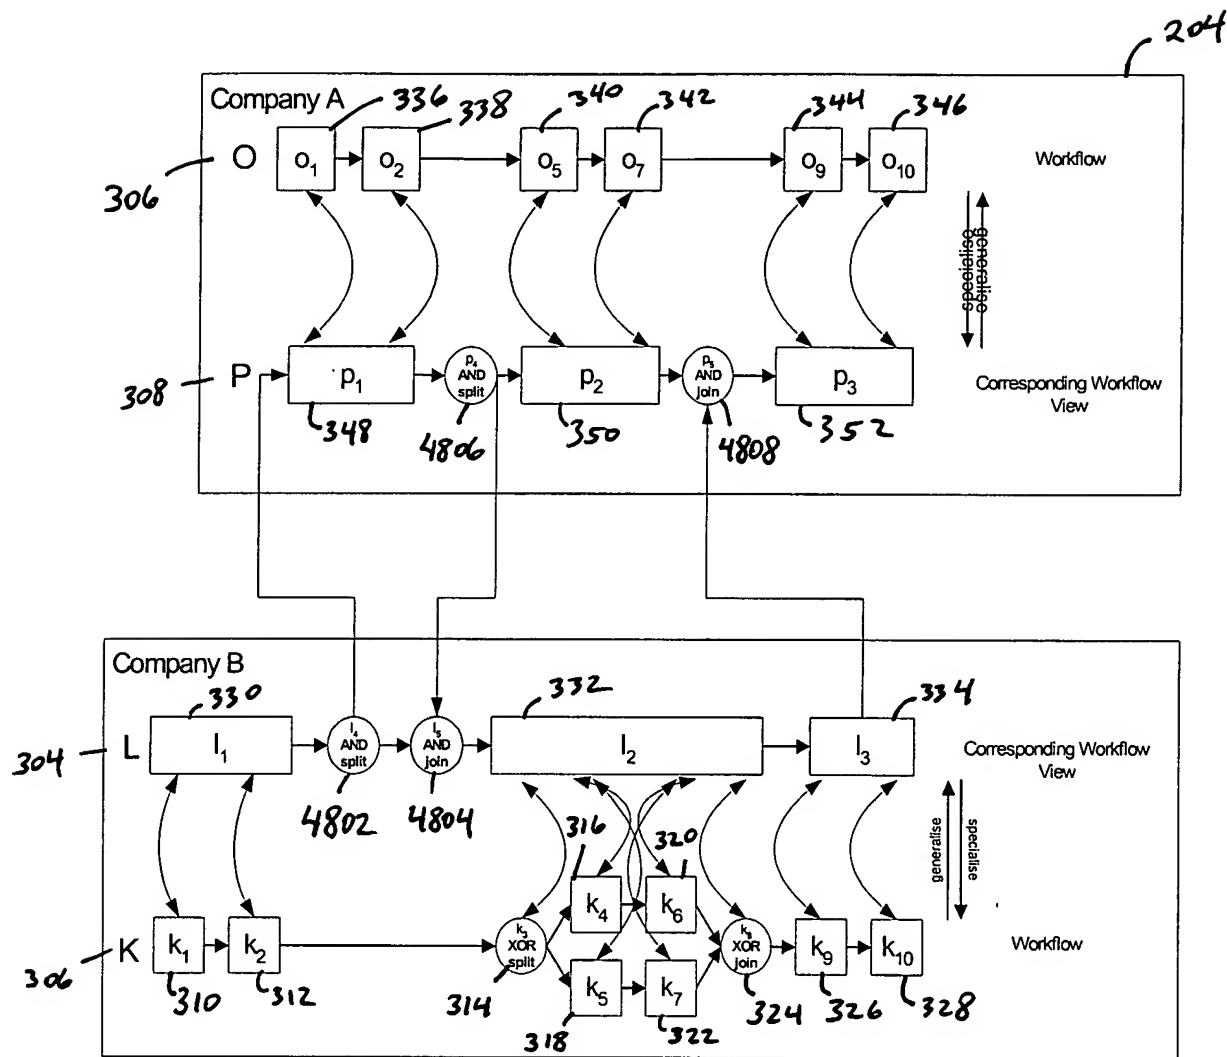 204
Company A
336
338
340
342
344
346
306
O
o1
o2
o5
o7
o9
o10
Workflow
specialise
generalise
308
P
p1
p4
AND
split
p2
p5
AND
join
p3
Corresponding Workflow
View
348
4806
350
4808
352
Company B
330
332
334
304
L
l1
l4
AND
split
l5
AND
join
l2
l3
Corresponding Workflow
View
4802
4804
316
320
generalise
specialise
k4
k6
306
K
k1
k2
k3
XOR
split
k8
XOR
join
k9
k10
Workflow
310
312
314
k5
k7
324
326
328
318
322